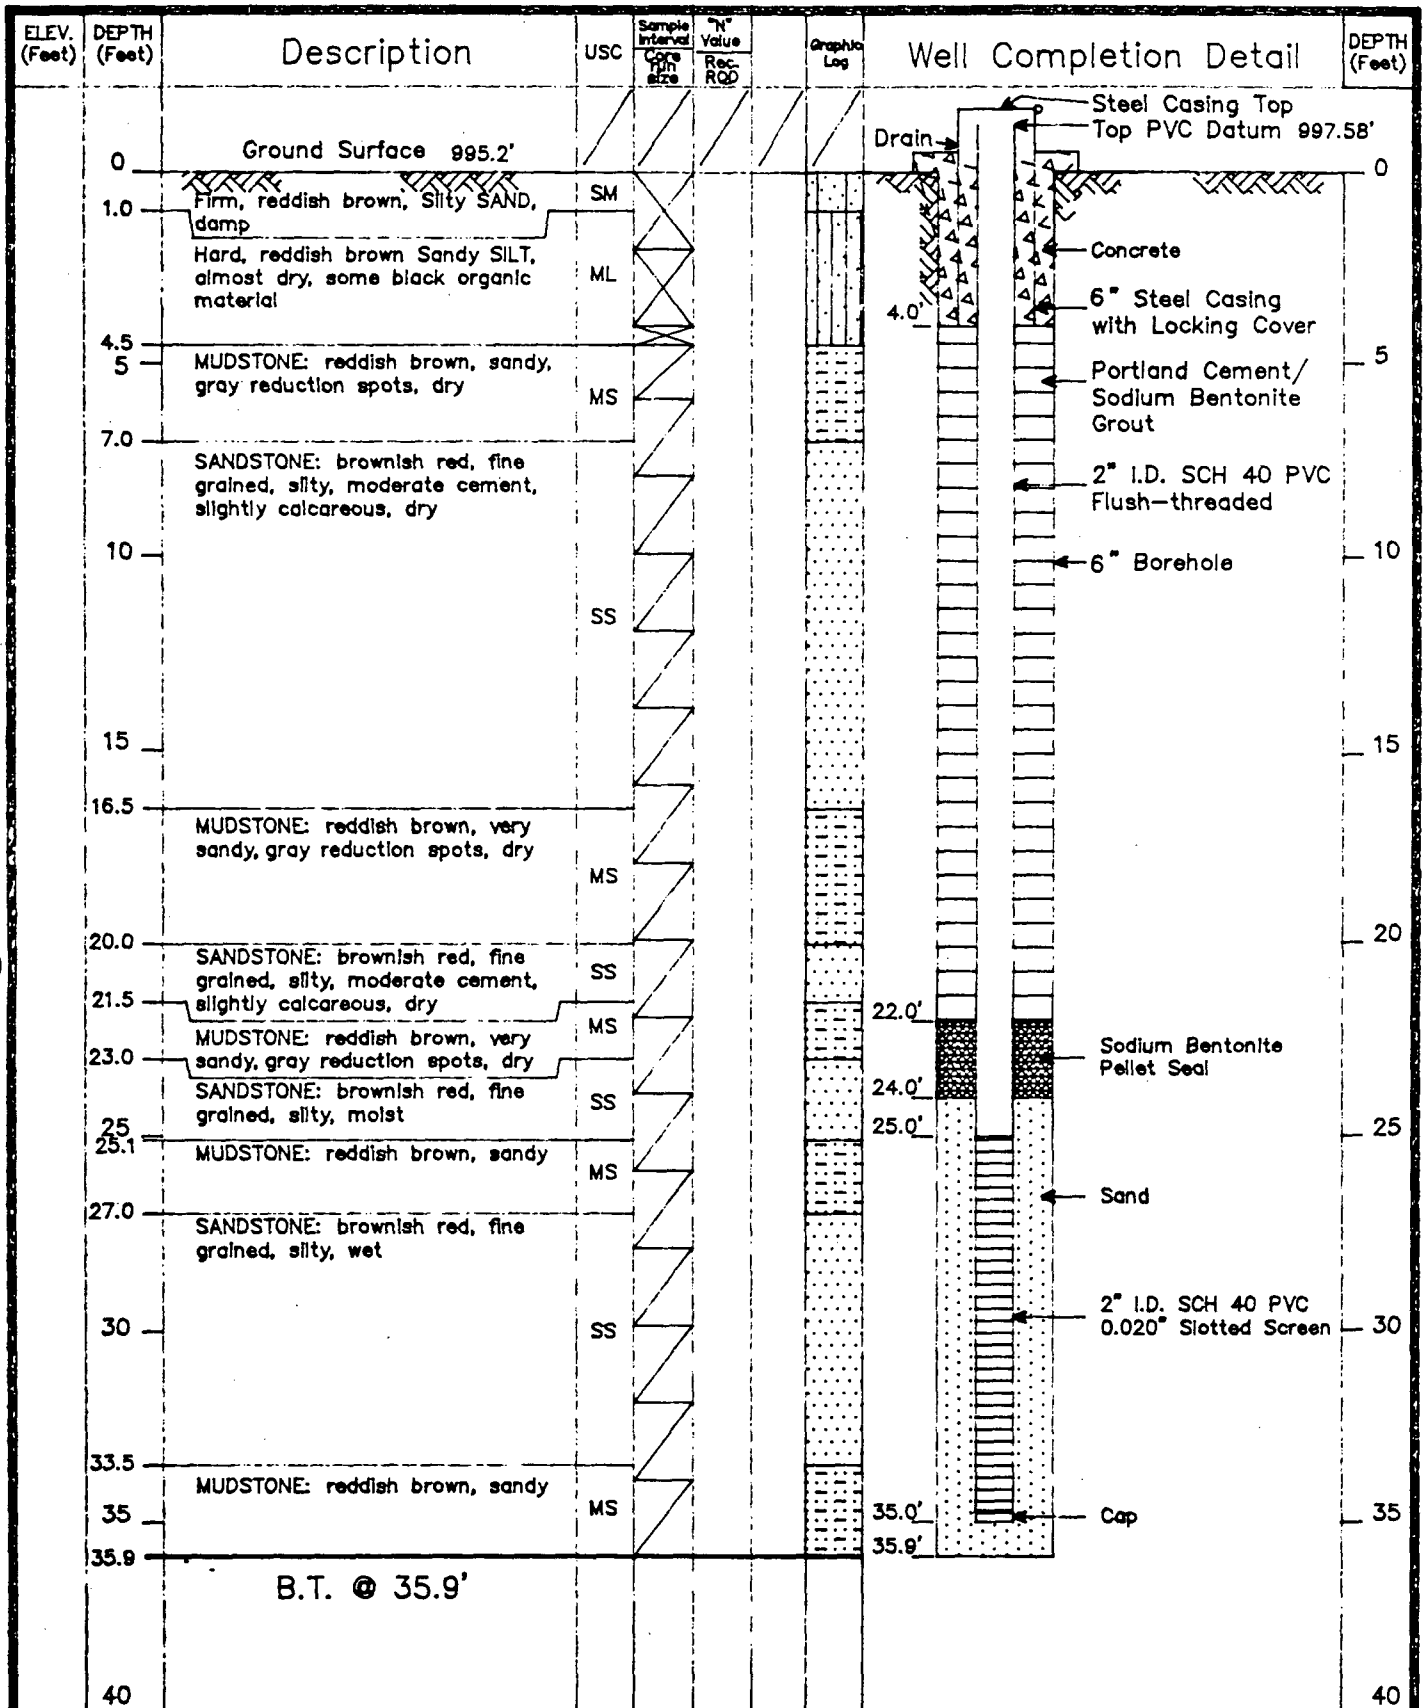 ELEV.
(Feet)
DEPTH
(Feet)
Description
USC
Sample
Interval
Core
run
size
"N"
Value
Rec.
RQD
Graphic
Log
Well Completion Detail
DEPTH
(Feet)
Steel Casing Top
Top PVC Datum 997.58'
Drain
Ground Surface 995.2'
0
0
Firm, reddish brown, Silty SAND,
damp
SM
1.0
Hard, reddish brown Sandy SILT,
almost dry, some black organic
material
ML
Concrete
6" Steel Casing
with Locking Cover
4.0'
4.5
5
5
MUDSTONE: reddish brown, sandy,
gray reduction spots, dry
MS
Portland Cement/
Sodium Bentonite
Grout
7.0
SANDSTONE: brownish red, fine
grained, silty, moderate cement,
slightly calcareous, dry
2" I.D. SCH 40 PVC
Flush-threaded
10
10
6" Borehole
SS
15
15
16.5
MUDSTONE: reddish brown, very
sandy, gray reduction spots, dry
MS
20.0
20
SANDSTONE: brownish red, fine
grained, silty, moderate cement,
slightly calcareous, dry
SS
21.5
22.0'
MUDSTONE: reddish brown, very
sandy, gray reduction spots, dry
MS
23.0
Sodium Bentonite
Pellet Seal
SANDSTONE: brownish red, fine
grained, silty, moist
SS
24.0'
25
25.0'
25
25.1
MUDSTONE: reddish brown, sandy
MS
Sand
27.0
SANDSTONE: brownish red, fine
grained, silty, wet
SS
2" I.D. SCH 40 PVC
0.020" Slotted Screen
30
30
33.5
MUDSTONE: reddish brown, sandy
MS
35
35.0'
Cap
35
35.9
35.9'
B.T. @ 35.9'
40
40